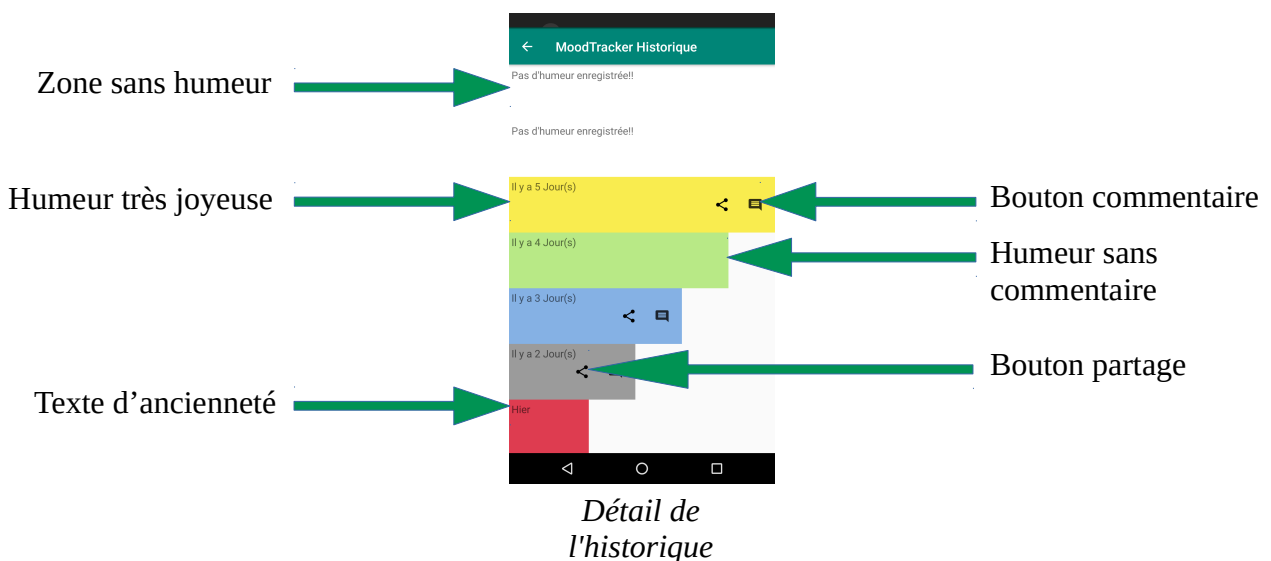 MoodTracker Historique
Pas d'humeur enregistrée!!
Zone sans humeur
Pas d'humeur enregistrée!!
Il y a 5 Jour(s)
Humeur très joyeuse
Bouton commentaire
Il y a 4 Jour(s)
Humeur sans
commentaire
Il y a 3 Jour(s)
Il y a 2 Jour(s)
Bouton partage
Texte d’ancienneté
Hier
Détail de
l'historique